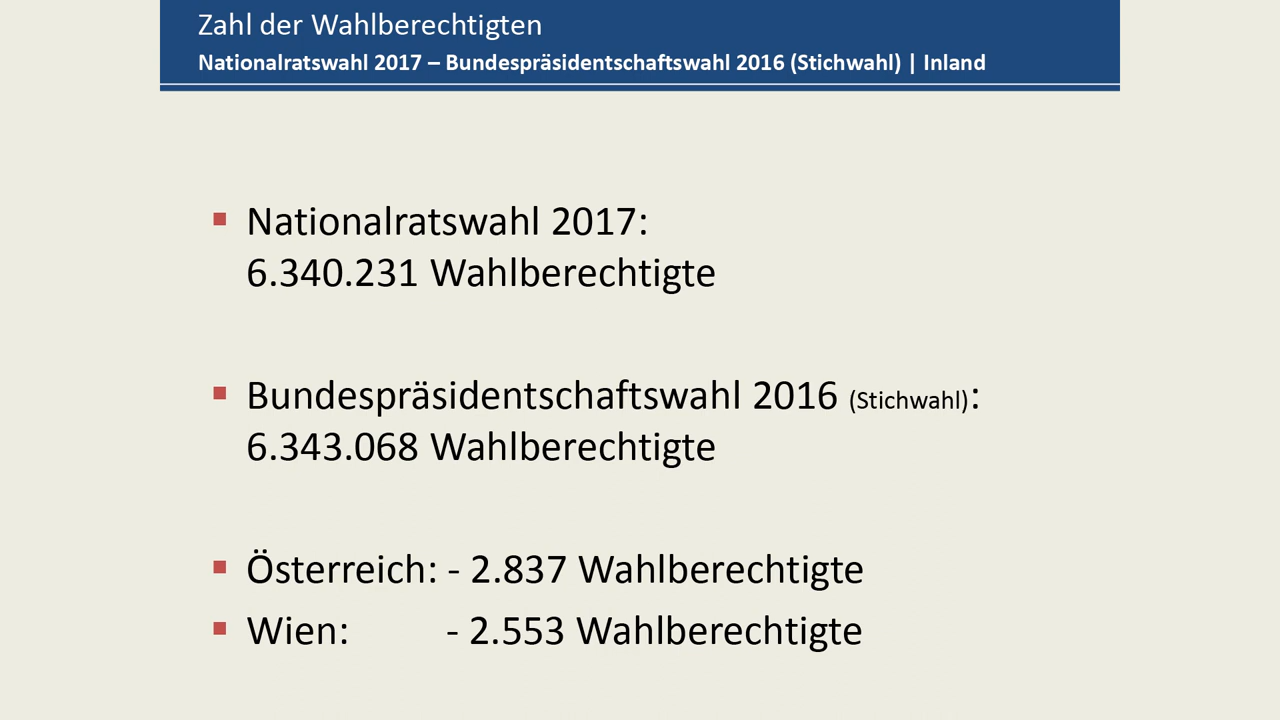 Zahl der Wahlberechtigten
Nationalratswahl 2017 – Bundespräsidentschaftswahl 2016 (Stichwahl) | Inland
Nationalratswahl 2017:
6.340.231 Wahlberechtigte
Bundespräsidentschaftswahl 2016 (Stichwahl):
6.343.068 Wahlberechtigte
Österreich: - 2.837 Wahlberechtigte
Wien: - 2.553 Wahlberechtigte